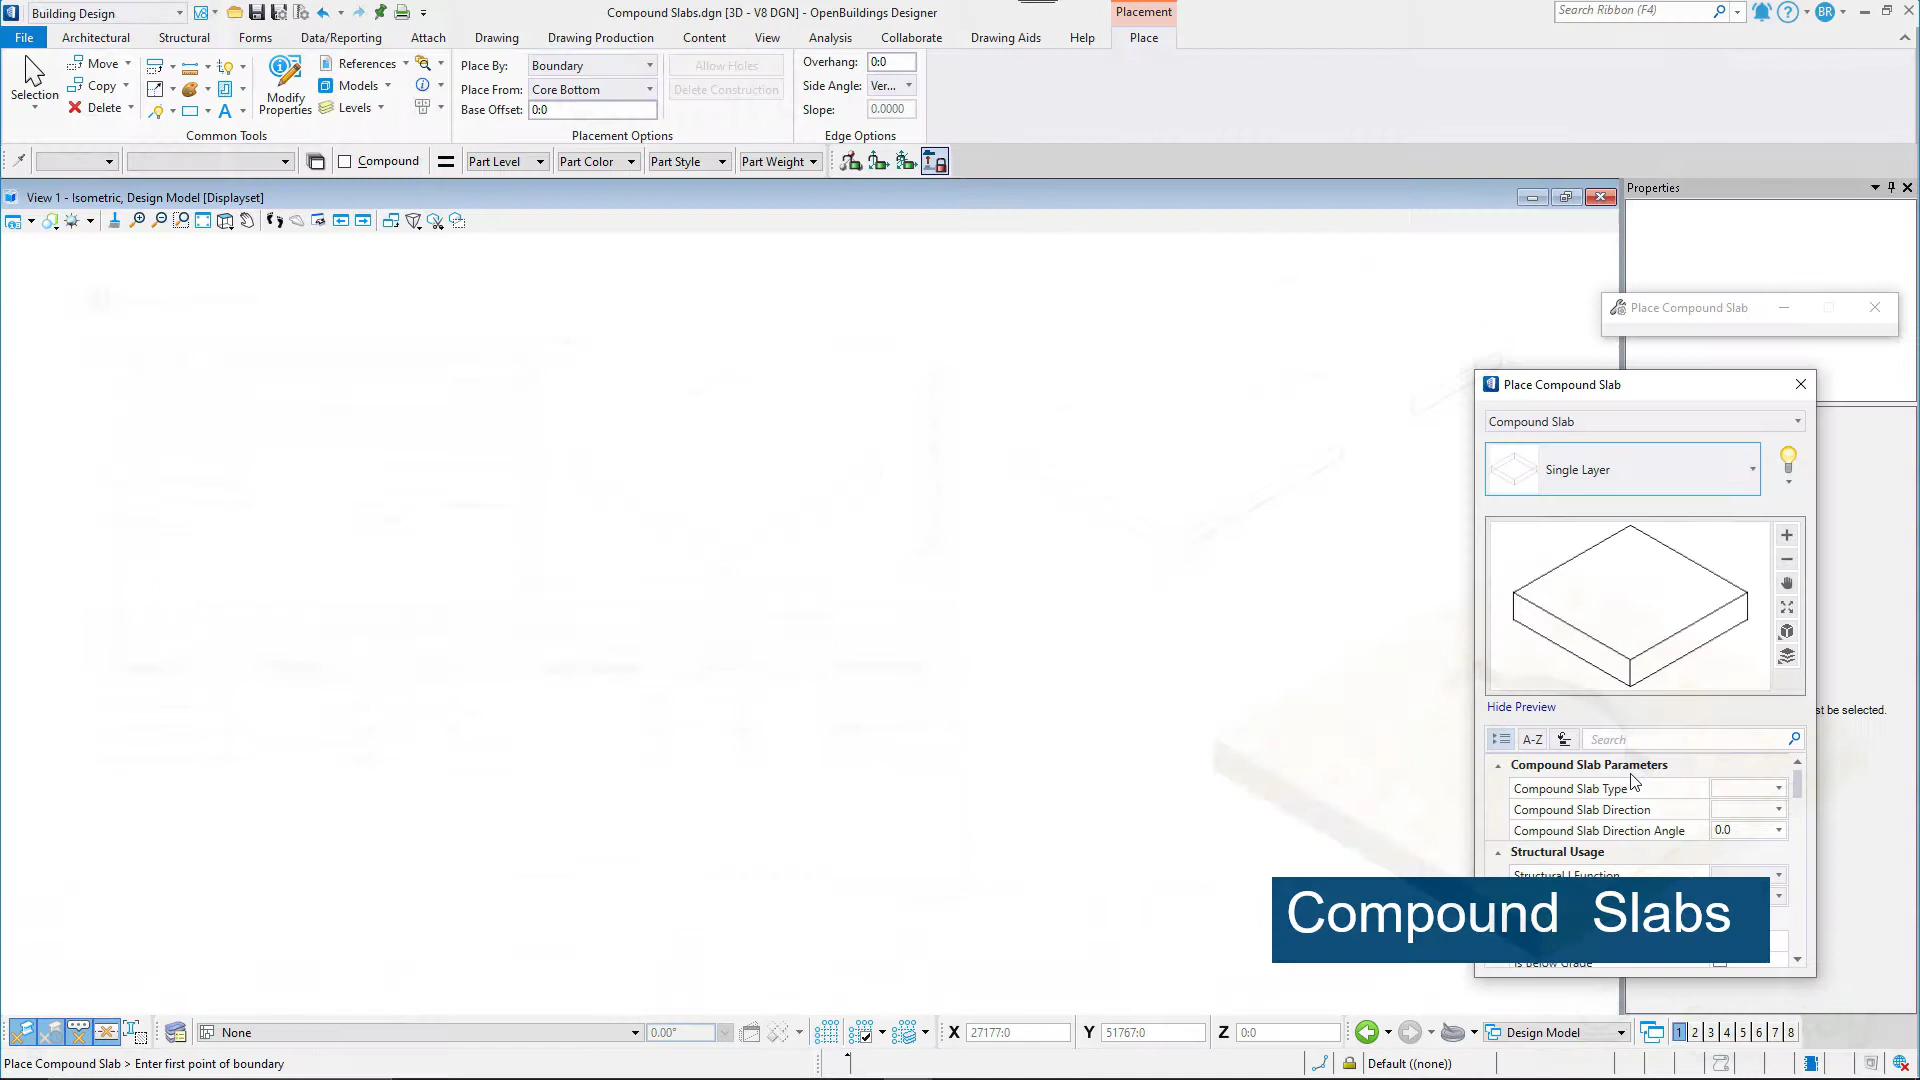 Building Design
Compound Slabs.dgn [3D - V8 DGN] - OpenBuildings Designer
Placement
Search Ribbon (F4)
BR
File
Architectural
Structural
Forms
Data/Reporting
Attach
Drawing
Drawing Production
Content
View
Analysis
Collaborate
Drawing Aids
Help
Place
Selection
Move
Copy
Delete
Modify
Properties
References
Models
Levels
Common Tools
Place By: Boundary
Place From: Core Bottom
Base Offset: 0:0
Allow Holes
Delete Construction
Placement Options
Overhang: 0:0
Side Angle: Ver...
Slope: 0.0000
Edge Options
Compound
Part Level
Part Color
Part Style
Part Weight
View 1 - Isometric, Design Model [Displayset]
Properties
Place Compound Slab
Place Compound Slab
Compound Slab
Single Layer
Hide Preview
A-Z
Search
Compound Slab Parameters
Compound Slab Type
Compound Slab Direction
Compound Slab Direction Angle 0.0
Structural Usage
st be selected.
Compound Slabs
None
0.00°
X 27177:0
Y 51767:0
Z 0:0
Design Model
1 2 3 4 5 6 7 8
Place Compound Slab > Enter first point of boundary
Default ((none))